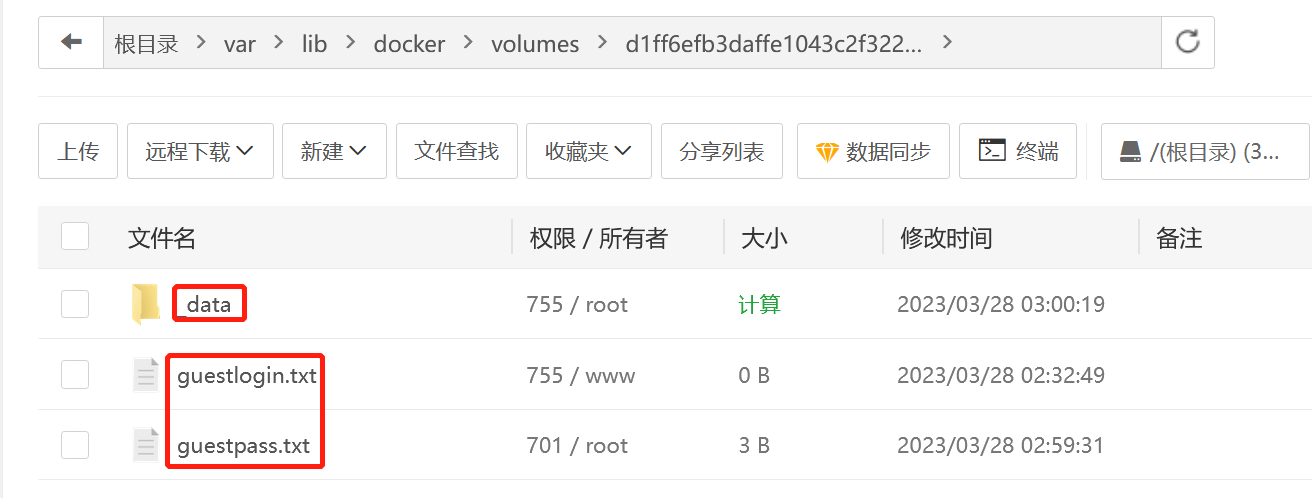 根目录 > var > lib > docker > volumes > d1ff6efb3daffe1043c2f322... >
上传 远程下载 新建 文件查找 收藏夹 分享列表 数据同步 终端 /(根目录) (3...
文件名 权限 / 所有者 大小 修改时间 备注
_data 755 / root 计算 2023/03/28 03:00:19
guestlogin.txt 755 / www 0 B 2023/03/28 02:32:49
guestpass.txt 701 / root 3 B 2023/03/28 02:59:31